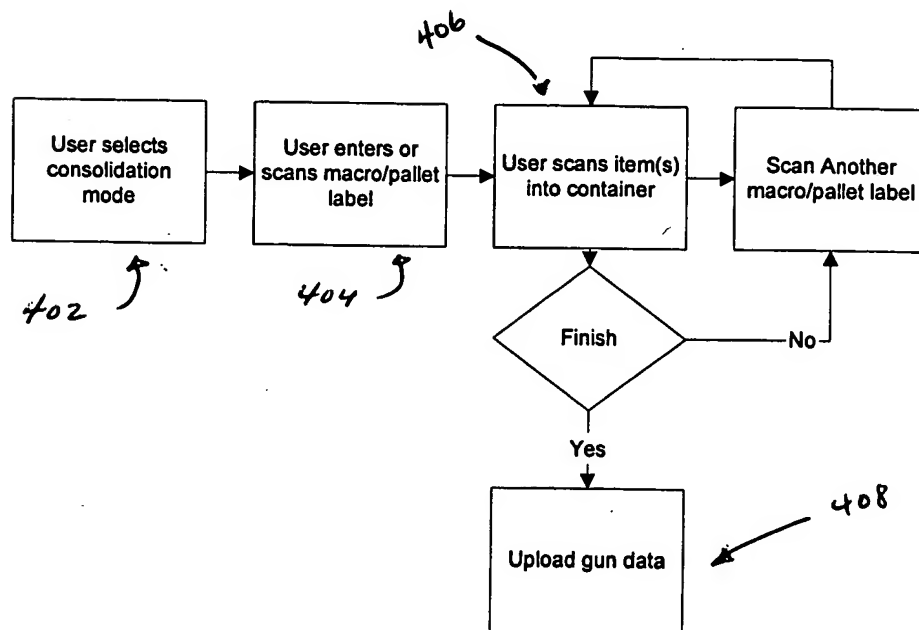 406
User selects
consolidation
mode
User enters or
scans macro/pallet
label
User scans item(s)
into container
Scan Another
macro/pallet label
402
404
Finish
No
Yes
Upload gun data
408